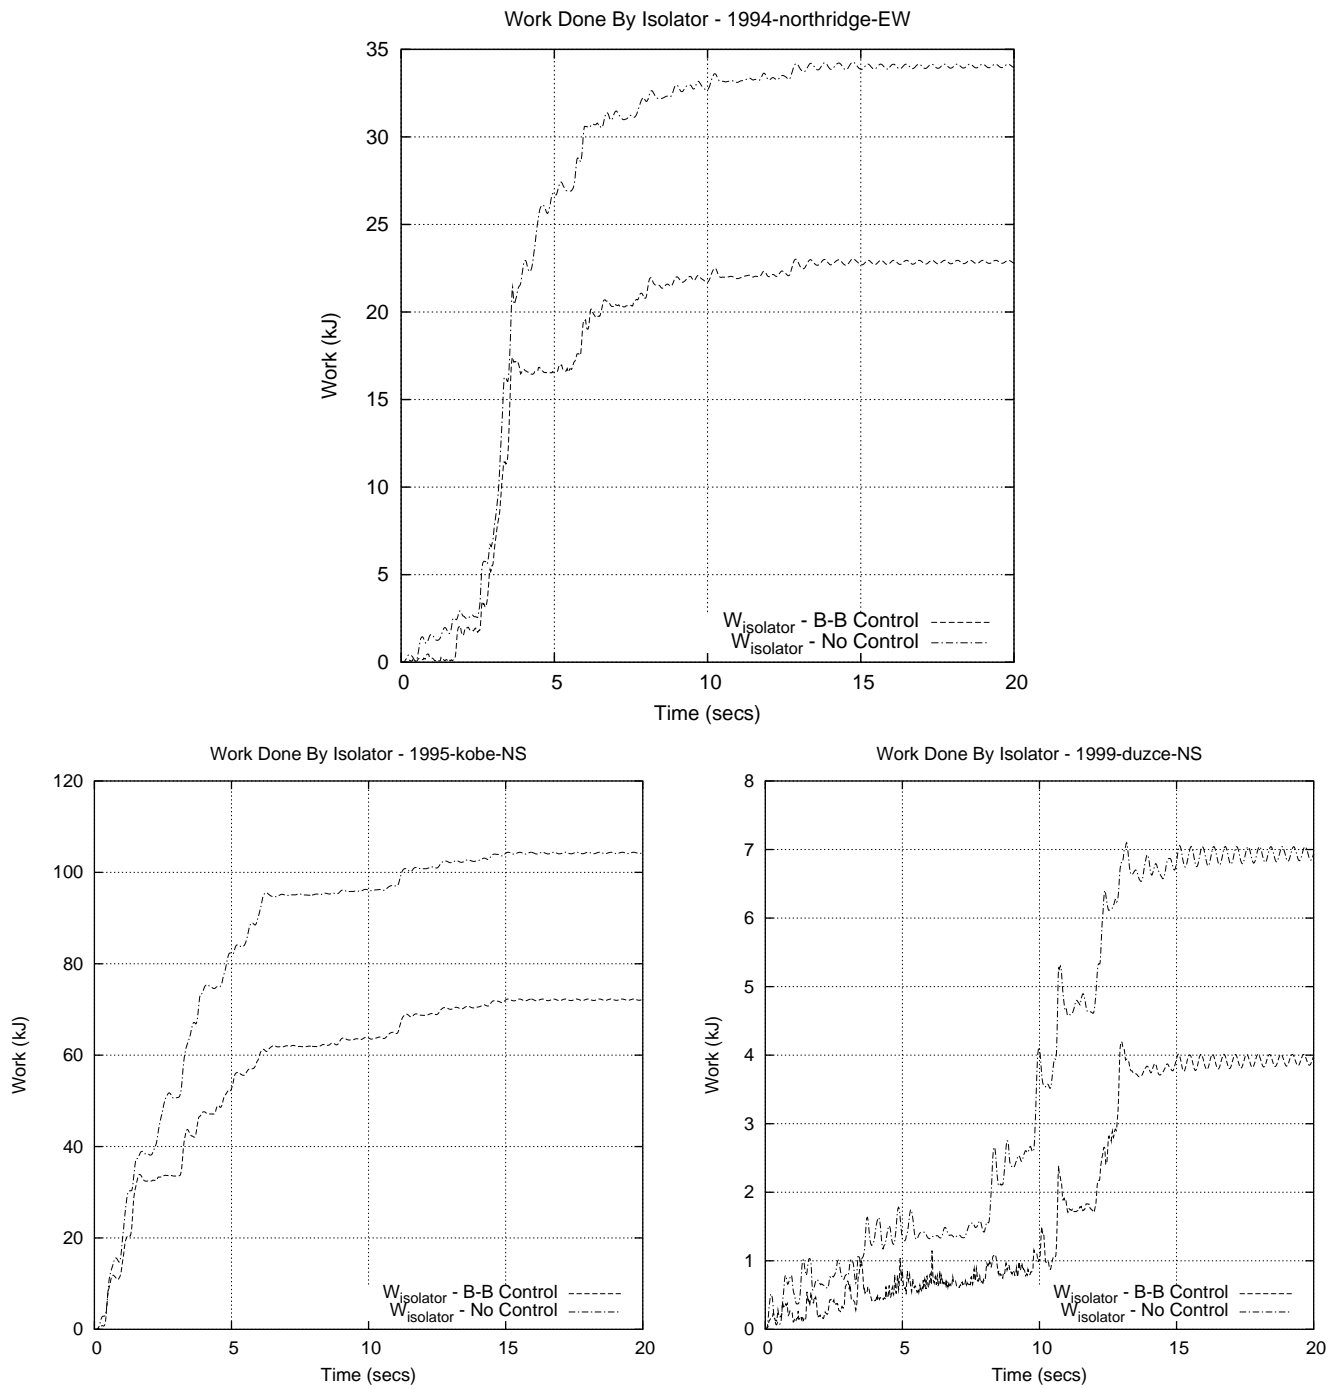 Work Done By Isolator - 1994-northridge-EW
35
30
25
20
15
10
5
0
Work (kJ)
W_isolator - B-B Control
W_isolator - No Control
0 5 10 15 20
Time (secs)
Work Done By Isolator - 1995-kobe-NS
120
100
80
60
40
20
0
Work (kJ)
W_isolator - B-B Control
W_isolator - No Control
0 5 10 15 20
Time (secs)
Work Done By Isolator - 1999-duzce-NS
8
7
6
5
4
3
2
1
0
Work (kJ)
W_isolator - B-B Control
W_isolator - No Control
0 5 10 15 20
Time (secs)